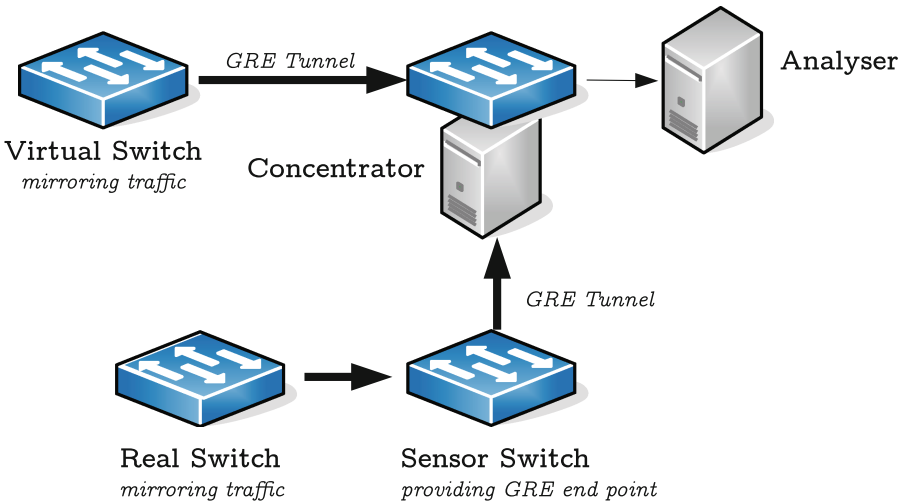 GRE Tunnel
Analyser
Virtual Switch
mirroring traffic
Concentrator
GRE Tunnel
Real Switch
mirroring traffic
Sensor Switch
providing GRE end point